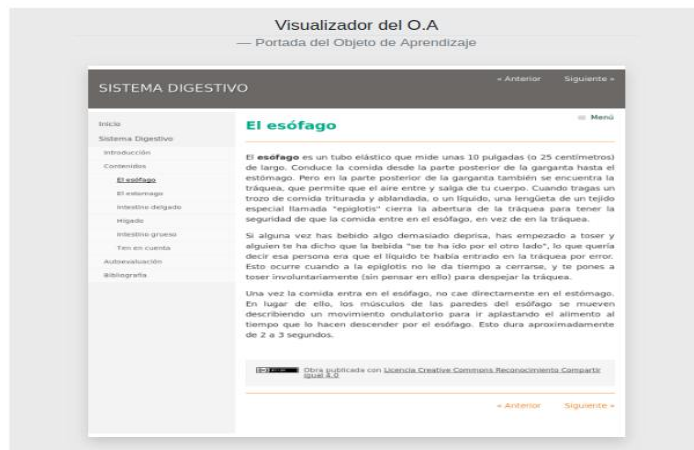 Visualizador del O.A
— Portada del Objeto de Aprendizaje
SISTEMA DIGESTIVO
« Anterior Siguiente »
Inicio
Sistema Digestivo
Introducción
Contenidos
El esófago
El estomago
Intestino delgado
Hígado
Intestino grueso
Ten en cuenta
Autoevaluación
Bibliografía
Menú
El esófago
El esófago es un tubo elástico que mide unas 10 pulgadas (o 25 centímetros)
de largo. Conduce la comida desde la parte posterior de la garganta hasta el
estómago. Pero en la parte posterior de la garganta también se encuentra la
tráquea, que permite que el aire entre y salga de tu cuerpo. Cuando tragas un
trozo de comida triturada y ablandada, o un líquido, una lengüeta de un tejido
especial llamada "epiglotis" cierra la abertura de la tráquea para tener la
seguridad de que la comida entre en el esófago, en vez de en la tráquea.
Si alguna vez has bebido algo demasiado deprisa, has empezado a toser y
alguien te ha dicho que la bebida "se te ha ido por el otro lado", lo que quería
decir esa persona era que el líquido te había entrado en la tráquea por error.
Esto ocurre cuando a la epiglotis no le da tiempo a cerrarse, y te pones a
toser involuntariamente (sin pensar en ello) para despejar la tráquea.
Una vez la comida entra en el esófago, no cae directamente en el estómago.
En lugar de ello, los músculos de las paredes del esófago se mueven
describiendo un movimiento ondulatorio para ir aplastando el alimento al
tiempo que lo hacen descender por el esófago. Esto dura aproximadamente
de 2 a 3 segundos.
Obra publicada con Licencia Creative Commons Reconocimiento Compartir
igual 4.0
« Anterior Siguiente »